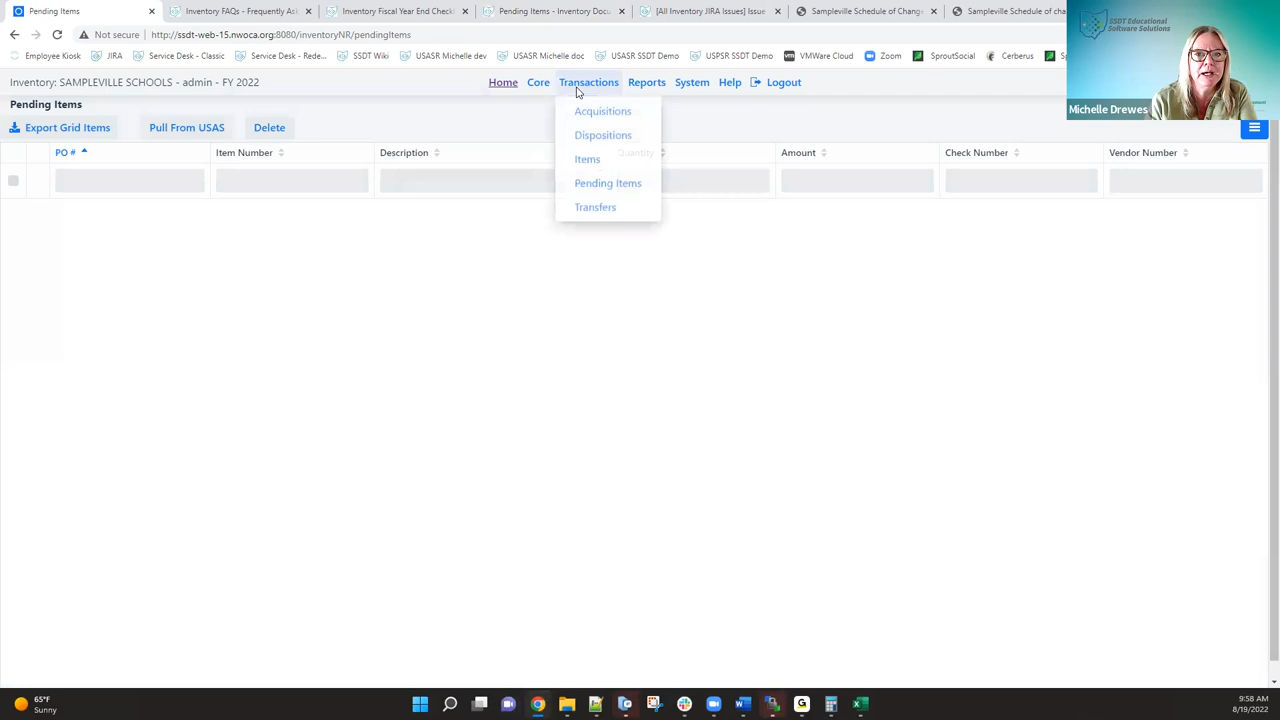 Pending Items
Inventory FAQs - Frequently Ask
Inventory Fiscal Year End Check
Pending Items - Inventory Docu
[All Inventory JIRA Issues] Issue
Sampleville Schedule of Change
Sampleville Schedule of cha
Not secure
http://ssdt-web-15.nwoca.org:8080/inventoryNR/pendingItems
Employee Kiosk
JIRA
Service Desk - Classic
Service Desk - Rede...
SSDT Wiki
USASR Michelle dev
USASR Michelle doc
USASR SSDT Demo
USPSR SSDT Demo
VMWare Cloud
Zoom
SproutSocial
Cerberus
SSDT Educational
Software Solutions
Michelle Drewes
Inventory: SAMPLEVILLE SCHOOLS - admin - FY 2022
Home
Core
Transactions
Reports
System
Help
Logout
Pending Items
Export Grid Items
Pull From USAS
Delete
Acquisitions
Dispositions
Items
Pending Items
Transfers
PO #
Item Number
Description
Quantity
Amount
Check Number
Vendor Number
65°F
Sunny
9:58 AM
8/19/2022